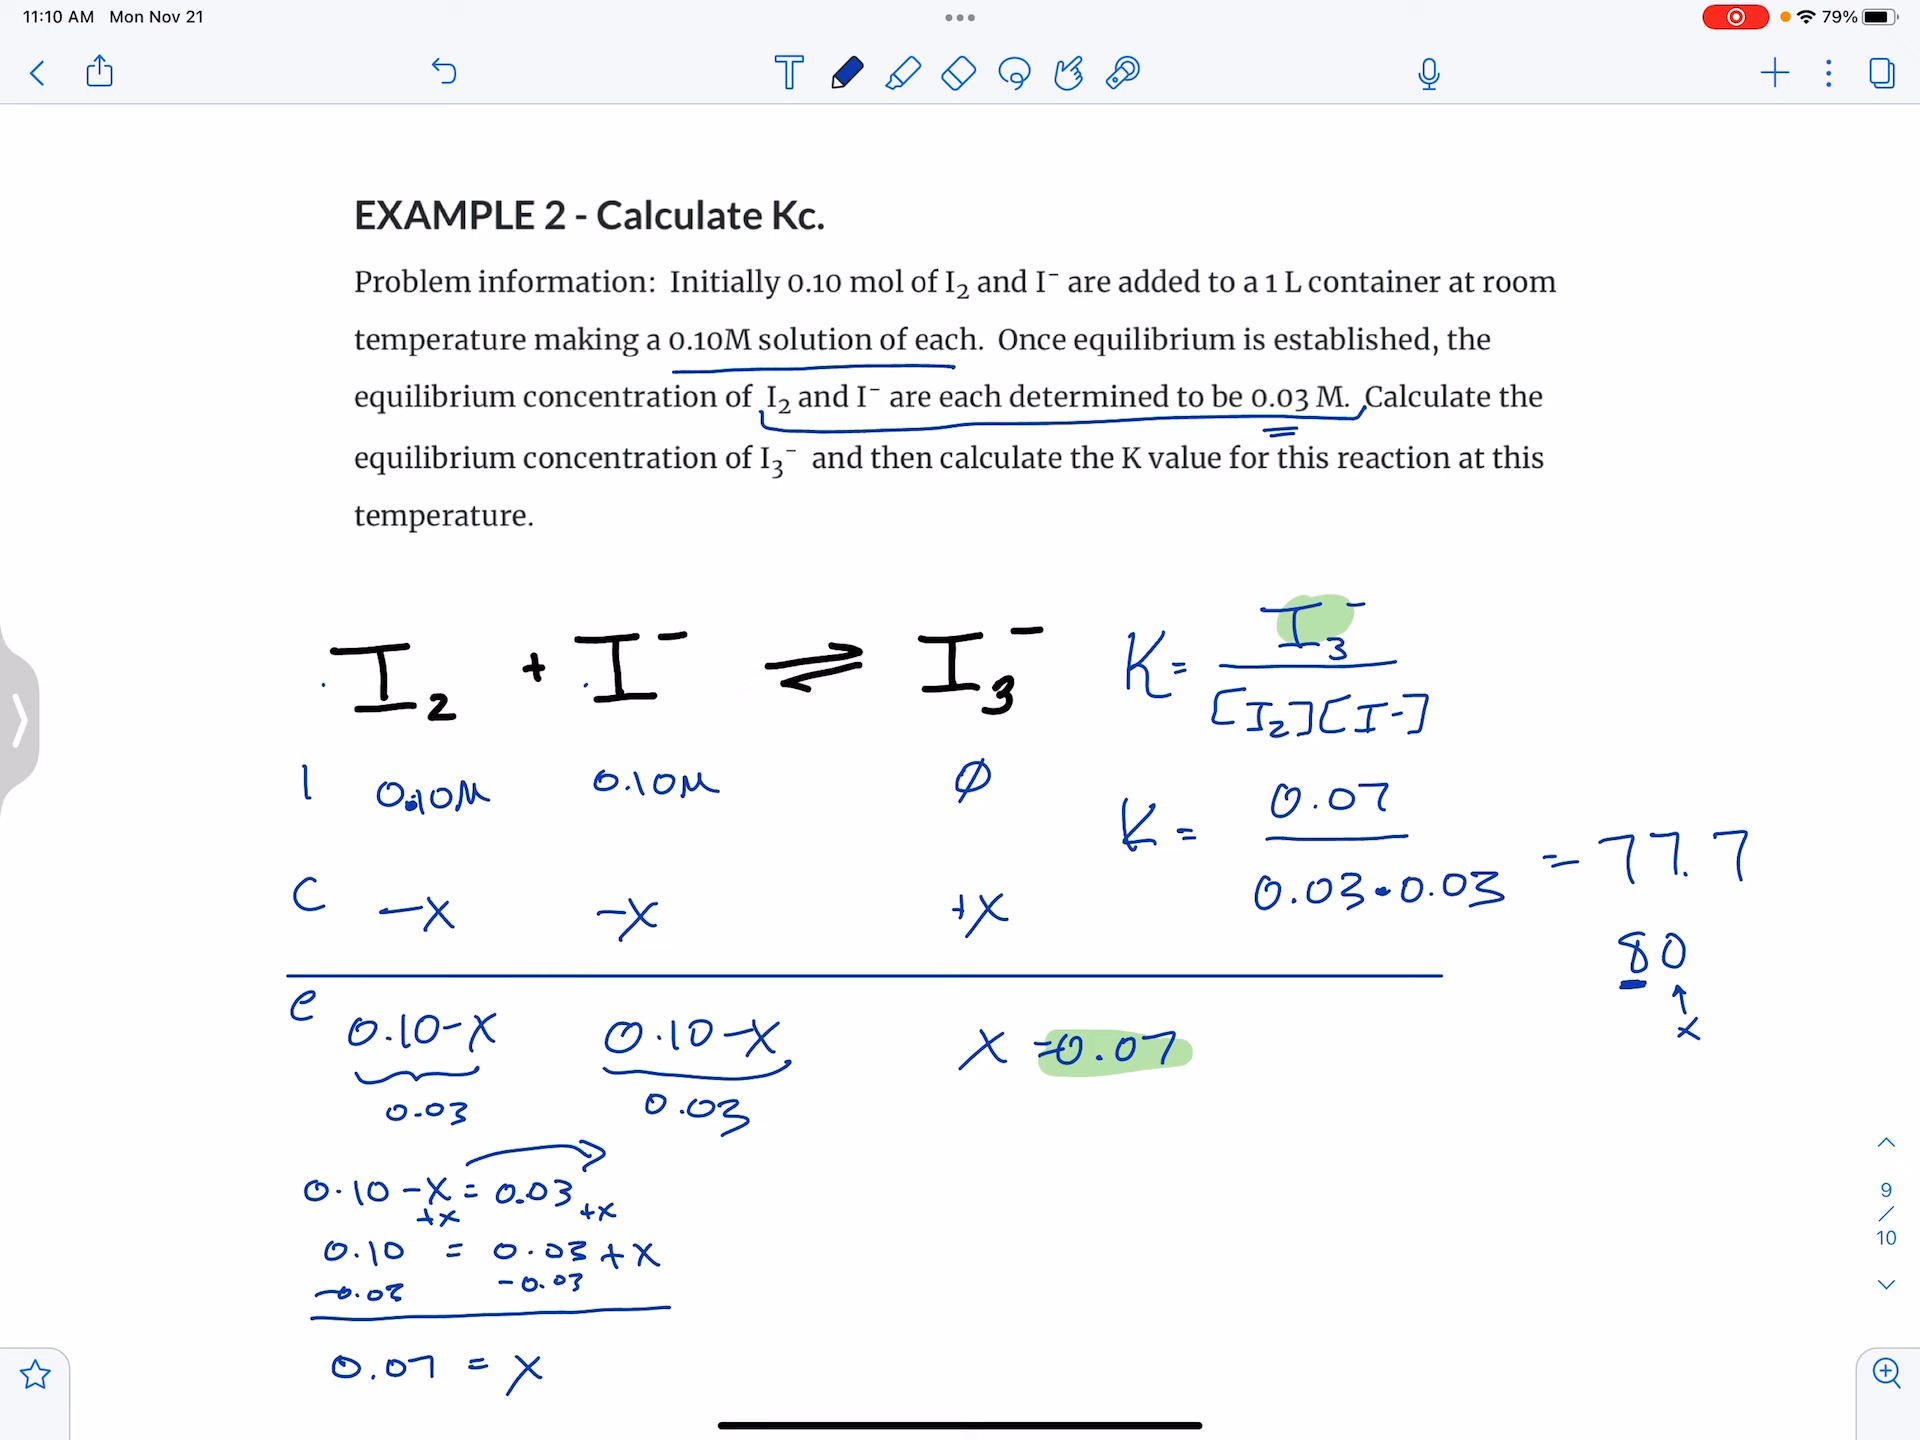 11:10 AM Mon Nov 21
79%
EXAMPLE 2 - Calculate Kc.
Problem information: Initially 0.10 mol of I₂ and I⁻ are added to a 1 L container at room
temperature making a 0.10M solution of each. Once equilibrium is established, the
equilibrium concentration of I₂ and I⁻ are each determined to be 0.03 M. Calculate the
equilibrium concentration of I₃⁻ and then calculate the K value for this reaction at this
temperature.
I₂ + I⁻ ⇌ I₃⁻
K = I₃⁻ / [I₂][I⁻]
I 0.10M 0.10M ∅
K = 0.07 / 0.03 • 0.03 = 77.7
C -x -x +x
80
↑
x
e 0.10-x 0.10-x x =0.07
0.03 0.03
0.10 -x = 0.03
+x +x
0.10 = 0.03 + x
-0.03 -0.03
0.07 = x
9
/
10